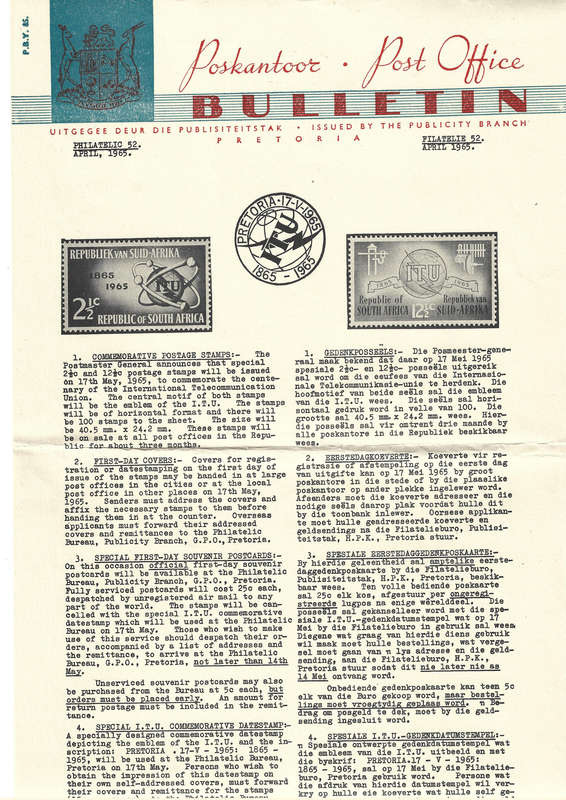 P.B.Y. 85.
Poskantoor · Post Office
BULLETIN
UITGEGEE DEUR DIE PUBLISITEITSTAK • ISSUED BY THE PUBLICITY BRANCH
PRETORIA
PHILATELIC 52.
APRIL, 1965.
FILATELIE 52.
APRIL 1965.
PRETORIA·17-V-1965
ITU
1865 - 1965
REPUBLIEK VAN SUID-AFRIKA
1865
1965
ITU
2½c
REPUBLIC OF SOUTH AFRICA
ITU
1865
1965
Republic of
SOUTH AFRICA
12½c
Republiek van
SUID-AFRIKA
1. COMMEMORATIVE POSTAGE STAMPS:- The
Postmaster General announces that special
2½c and 12½c postage stamps will be issued
on 17th May, 1965, to commemorate the cente-
nary of the International Telecommunication
Union. The central motif of both stamps
will be the emblem of the I.T.U. The stamps
will be of horizontal format and there will
be 100 stamps to the sheet. The size will
be 40.5 mm. x 24.2 mm. These stamps will
be on sale at all post offices in the Repu-
blic for about three months.
2. FIRST-DAY COVERS:- Covers for regis-
tration or datestamping on the first day of
issue of the stamps may be handed in at large
post offices in the cities or at the local
post office in other places on 17th May,
1965. Senders must address the covers and
affix the necessary stamps to them before
handing them in at the counter. Overseas
applicants must forward their addressed
covers and remittances to the Philatelic
Bureau, Publicity Branch, G.P.O., Pretoria.
3. SPECIAL FIRST-DAY SOUVENIR POSTCARDS:-
On this occasion official first-day souvenir
postcards will be available at the Philatelic
Bureau, Publicity Branch, G.P.O., Pretoria.
Fully serviced postcards will cost 25c each,
despatched by unregistered air mail to any
part of the world. The stamps will be can-
celled with the special I.T.U. commemorative
datestamp which will be used at the Philatelic
Bureau on 17th May. Those who wish to make
use of this service should despatch their or-
ders, accompanied by a list of addresses and
the remittance, to arrive at the Philatelic
Bureau, G.P.O., Pretoria, not later than 14th
May.
Unserviced souvenir postcards may also
be purchased from the Bureau at 5c each, but
orders must be placed early. An amount for
return postage must be included in the remit-
tance.
4. SPECIAL I.T.U. COMMEMORATIVE DATESTAMP:-
A specially designed commemorative datestamp
depicting the emblem of the I.T.U. and the in-
scription: PRETORIA . 17 - V - 1965: 1865 -
1965, will be used at the Philatelic Bureau,
Pretoria on 17th May. Persons who wish to
obtain the impression of this datestamp on
their own self-addressed covers, must forward
their covers and remittance for the stamps
1. GEDENKPOSSEËLS:- Die Posmeester-gene-
raal maak bekend dat daar op 17 Mei 1965
spesiale 2½c- en 12½c- posseëls uitgereik
sal word om die eeufees van die Internasio-
nale Telekommunikasie-unie te herdenk. Die
hoofmotief van beide seëls sal die embleem
van die I.T.U. wees. Die seëls sal hori-
sontaal gedruk word in velle van 100. Die
grootte sal 40.5 mm. x 24.2 mm. wees. Hier-
die posseëls sal vir omtrent drie maande by
alle poskantore in die Republiek beskikbaar
wees.
2. EERSTEDAGKOEVERTE:- Koeverte vir re-
gistrasie of afstempeling op die eerste dag
van uitgifte kan op 17 Mei 1965 by groot
poskantore in die stede of by die plaaslike
poskantoor op ander plekke ingelewer word.
Afsenders moet die koeverte adresseer en die
nodige seëls daarop plak voordat hulle dit
by die toonbank inlewer. Oorsese applikan-
te moet hulle geadresseerde koeverte en
geldsendings na die Filatelieburo, Publisi-
teitstak, H.P.K., Pretoria stuur.
3. SPESIALE EERSTEDAGGEDENKPOSKAARTE:-
By hierdie geleentheid sal amptelike eerste-
daggedenkposkaarte by die Filatelieburo,
Publisiteitstak, H.P.K., Pretoria, beskik-
baar wees. Ten volle bediende poskaarte
sal 25c elk kos, afgestuur per ongeregi-
streerde lugpos na enige wêrelddeel. Die
posseëls sal gekanselleer word met die spe-
siale I.T.U.-gedenkdatumstempel wat op 17
Mei by die Filatelieburo in gebruik sal wees.
Diegene wat graag van hierdie diens gebruik
wil maak moet hulle bestellings, wat verge-
sel moet gaan van 'n lys adresse en die geld-
sending, aan die Filatelieburo, H.P.K.,
Pretoria stuur sodat dit nie later nie as
14 Mei ontvang word.
Onbediende gedenkposkaarte kan teen 5c
elk van die Buro gekoop word, maar bestel-
lings moet vroegtydig geplaas word. 'n Be-
drag om posgeld te dek, moet by die geld-
sending ingesluit word.
4. SPESIALE I.T.U.-GEDENKDATUMSTEMPEL:-
'n Spesiale ontwerpte gedenkdatumstempel wat
die embleem van die I.T.U. uitbeeld en met
die byskrif: PRETORIA.17 - V - 1965:
1865 - 1965, sal op 17 Mei by die Filatelie-
buro, Pretoria gebruik word. Persone wat
die afdruk van hierdie datumstempel wil ver-
kry op hulle eie koeverte wat hulle self ge-